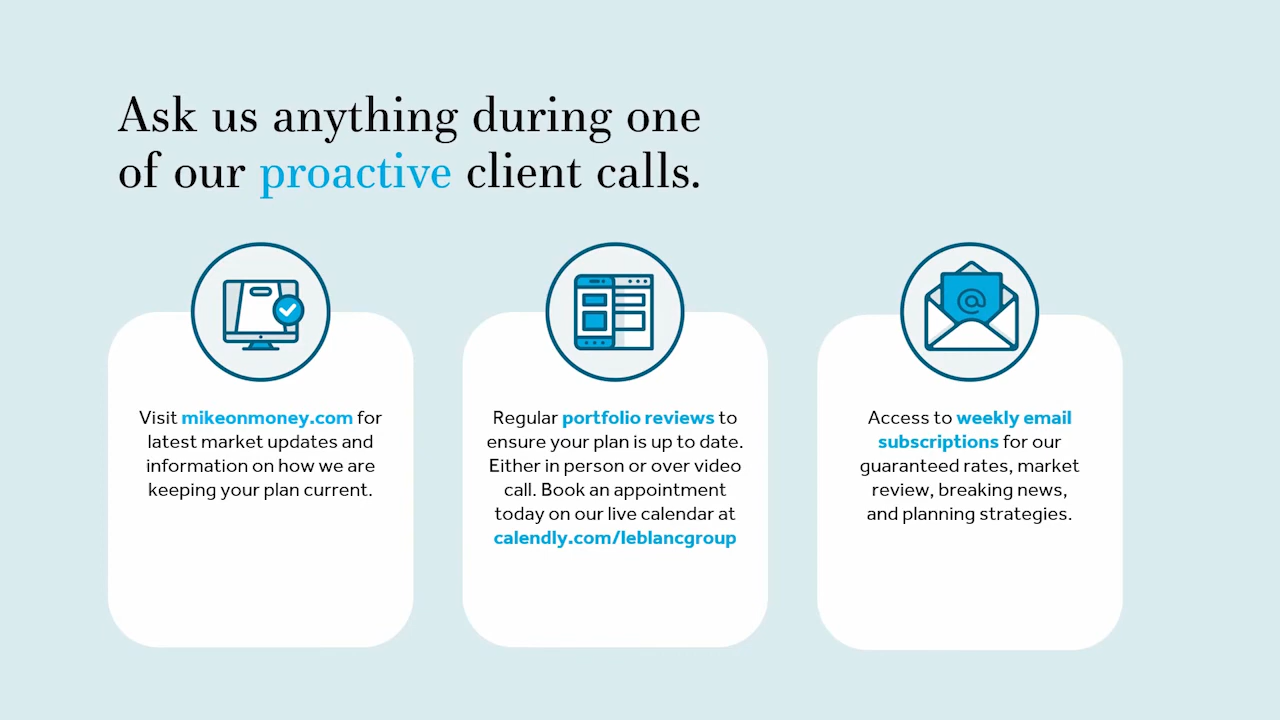 Ask us anything during one
of our proactive client calls.
Visit mikeonmoney.com for
latest market updates and
information on how we are
keeping your plan current.
Regular portfolio reviews to
ensure your plan is up to date.
Either in person or over video
call. Book an appointment
today on our live calendar at
calendly.com/leblancgroup
@
Access to weekly email
subscriptions for our
guaranteed rates, market
review, breaking news,
and planning strategies.